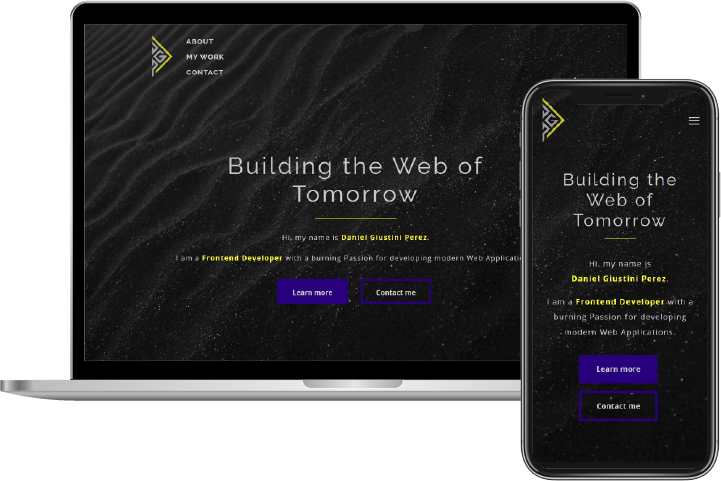 ABOUT
MY WORK
CONTACT
Building the Web of
Tomorrow
Hi, my name is Daniel Giustini Perez.
I am a Frontend Developer with a burning Passion for developing modern Web
Learn more
Contact me
Building the
Web of
Tomorrow
Hi, my name is
Daniel Giustini Perez.
I am a Frontend Developer with a
burning Passion for developing
modern Web Applications.
Learn more
Contact me